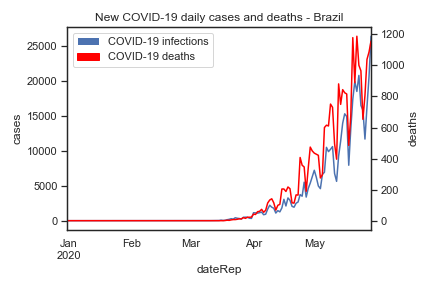 New COVID-19 daily cases and deaths - Brazil
COVID-19 infections
COVID-19 deaths
25000
20000
15000
10000
5000
0
cases
1200
1000
800
600
400
200
0
deaths
Jan
2020
Feb
Mar
Apr
May
dateRep